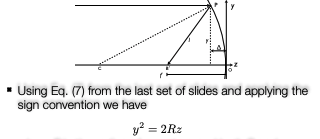 P
y
l
y
δ
C
F
O
z
f
▪ Using Eq. (7) from the last set of slides and applying the
sign convention we have
y² = 2Rz